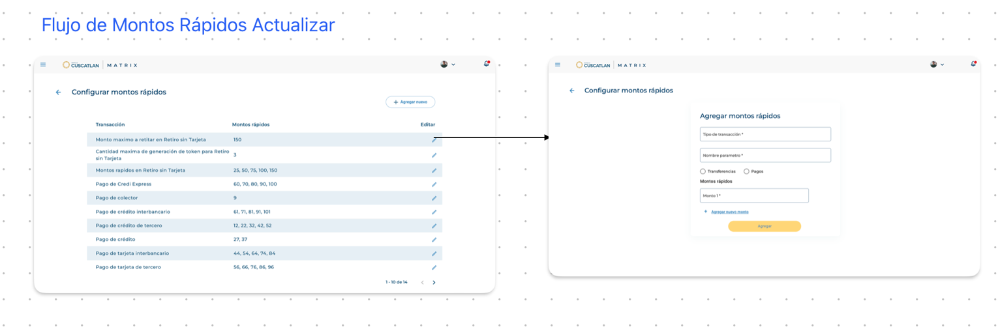 Flujo de Montos Rápidos Actualizar
CUSCATLAN MATRIX
Configurar montos rápidos
+ Agregar nuevo
Transacción Montos rápidos Editar
Monto maximo a retitar en Retiro sin Tarjeta 150
Cantidad maxima de generación de token para Retiro
sin Tarjeta 3
Montos rapidos en Retiro sin Tarjeta 25, 50, 75, 100, 150
Pago de Credi Express 60, 70, 80, 90, 100
Pago de colector 9
Pago de crédito interbancario 61, 71, 81, 91, 101
Pago de crédito de tercero 12, 22, 32, 42, 52
Pago de crédito 27, 37
Pago de tarjeta interbancario 44, 54, 64, 74, 84
Pago de tarjeta de tercero 56, 66, 76, 86, 96
1 - 10 de 14
CUSCATLAN MATRIX
Configurar montos rápidos
Agregar montos rápidos
Tipo de transacción *
Nombre parametro *
Transferencias Pagos
Montos rápidos
Monto 1 *
+ Agregar nuevo monto
Agregar